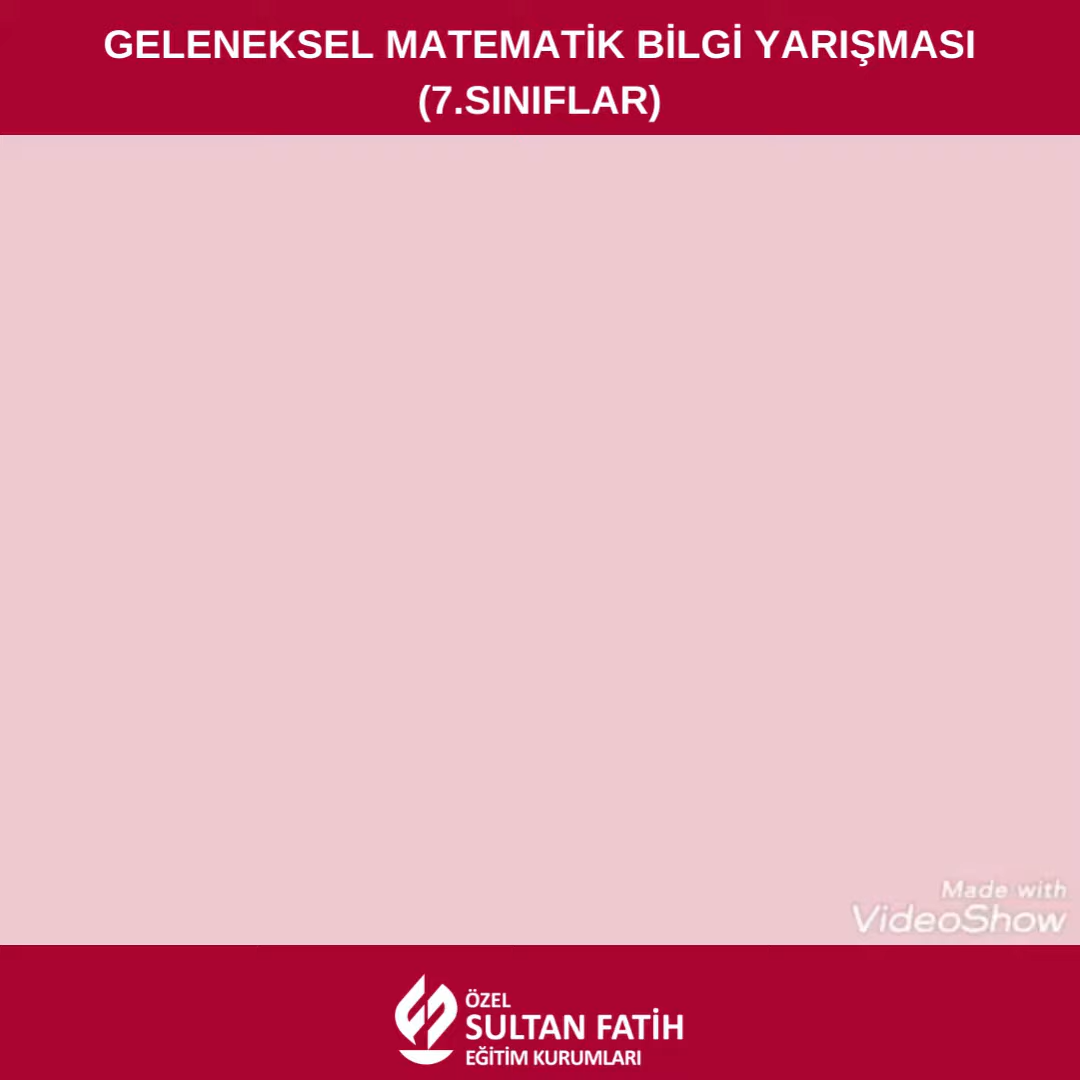 GELENEKSEL MATEMATİK BİLGİ YARIŞMASI
(7.SINIFLAR)
Made with
VideoShow
ÖZEL
SULTAN FATİH
EĞİTİM KURUMLARI